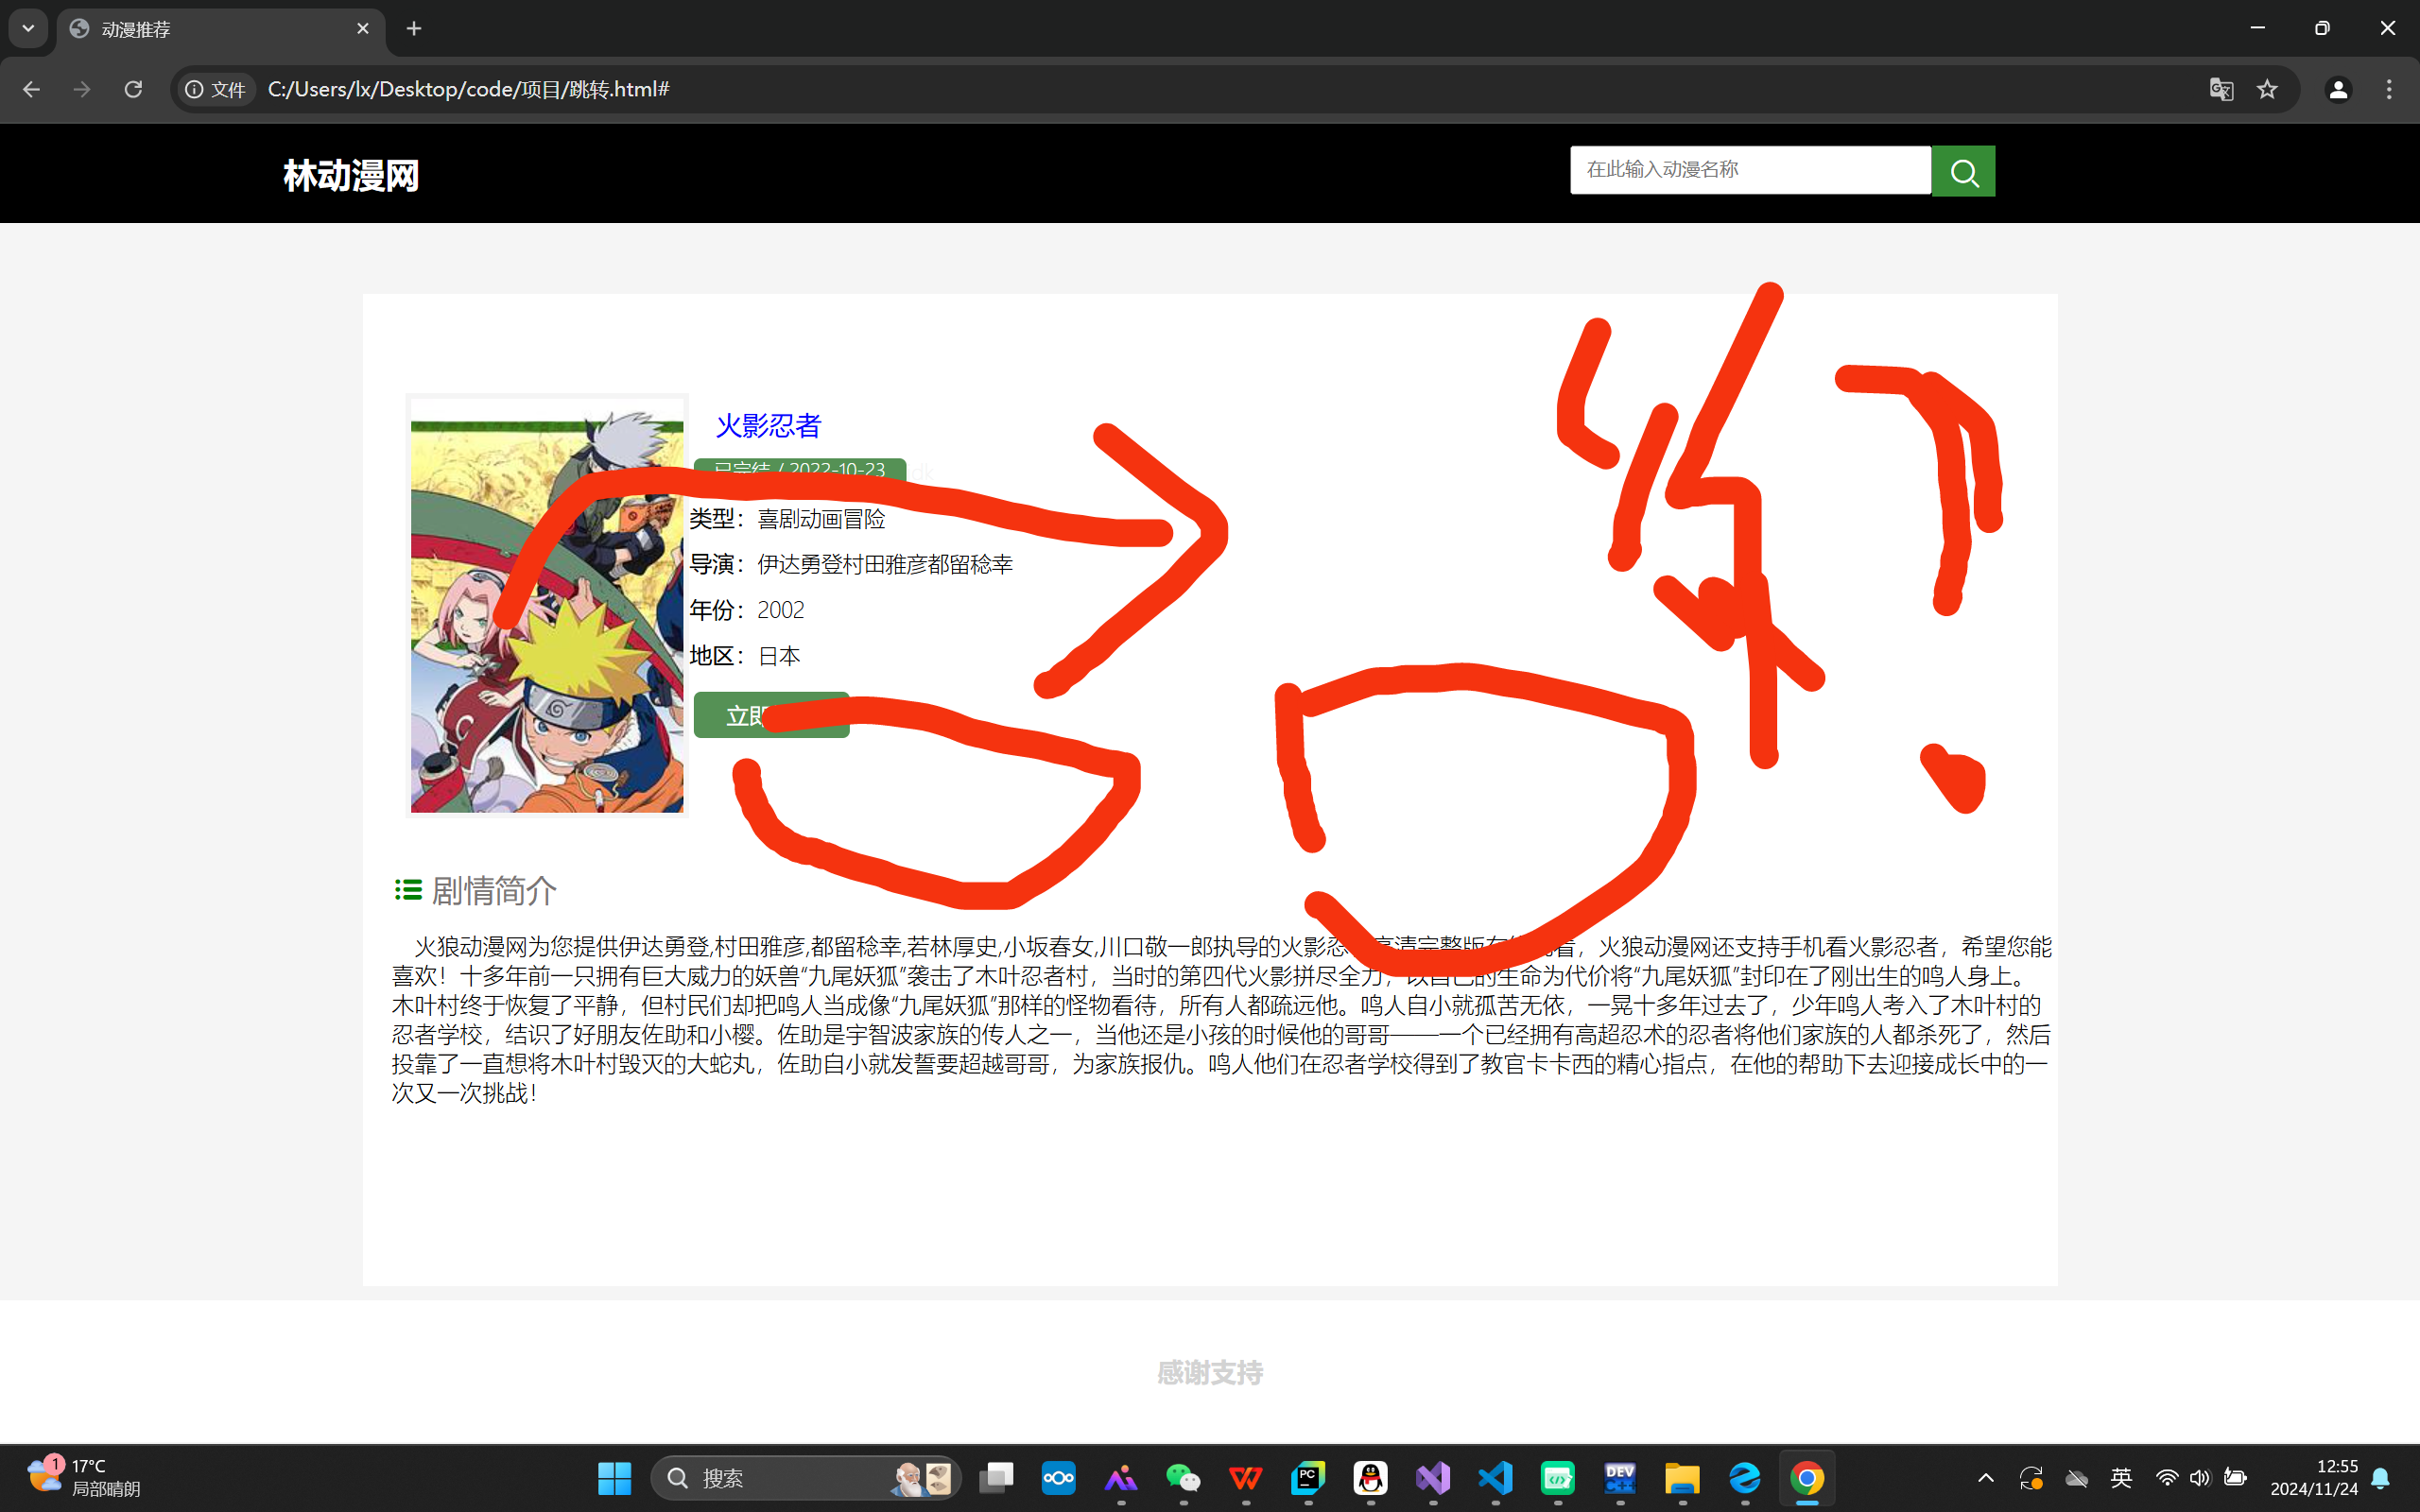 动漫推荐
文件 C:/Users/lx/Desktop/code/项目/跳转.html#
林动漫网
在此输入动漫名称
火影忍者
已完结 / 2022-10-23
类型：喜剧动画冒险
导演：伊达勇登村田雅彦都留稔幸
年份：2002
地区：日本
立即
剧情简介
火狼动漫网为您提供伊达勇登,村田雅彦,都留稔幸,若林厚史,小坂春女,川口敬一郎执导的火影忍 高清完整版在 看，火狼动漫网还支持手机看火影忍者，希望您能
喜欢！十多年前一只拥有巨大威力的妖兽“九尾妖狐”袭击了木叶忍者村，当时的第四代火影拼尽全力，以自己的生命为代价将“九尾妖狐”封印在了刚出生的鸣人身上。
木叶村终于恢复了平静，但村民们却把鸣人当成像“九尾妖狐”那样的怪物看待，所有人都疏远他。鸣人自小就孤苦无依，一晃十多年过去了，少年鸣人考入了木叶村的
忍者学校，结识了好朋友佐助和小樱。佐助是宇智波家族的传人之一，当他还是小孩的时候他的哥哥——一个已经拥有高超忍术的忍者将他们家族的人都杀死了，然后
投靠了一直想将木叶村毁灭的大蛇丸，佐助自小就发誓要超越哥哥，为家族报仇。鸣人他们在忍者学校得到了教官卡卡西的精心指点，在他的帮助下去迎接成长中的一
次又一次挑战！
感谢支持
1
17°C
局部晴朗
搜索
PC
DEV C++
英
12:55
2024/11/24